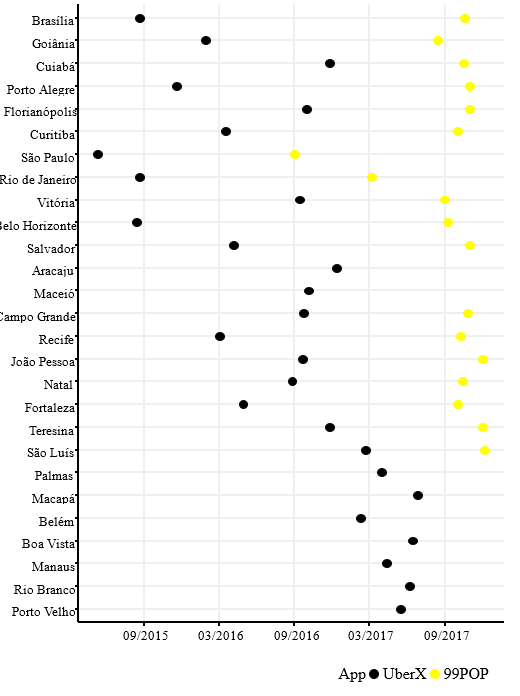 Brasília
Goiânia
Cuiabá
Porto Alegre
Florianópolis
Curitiba
São Paulo
Rio de Janeiro
Vitória
Belo Horizonte
Salvador
Aracaju
Maceió
Campo Grande
Recife
João Pessoa
Natal
Fortaleza
Teresina
São Luís
Palmas
Macapá
Belém
Boa Vista
Manaus
Rio Branco
Porto Velho
09/2015 03/2016 09/2016 03/2017 09/2017
App UberX 99POP